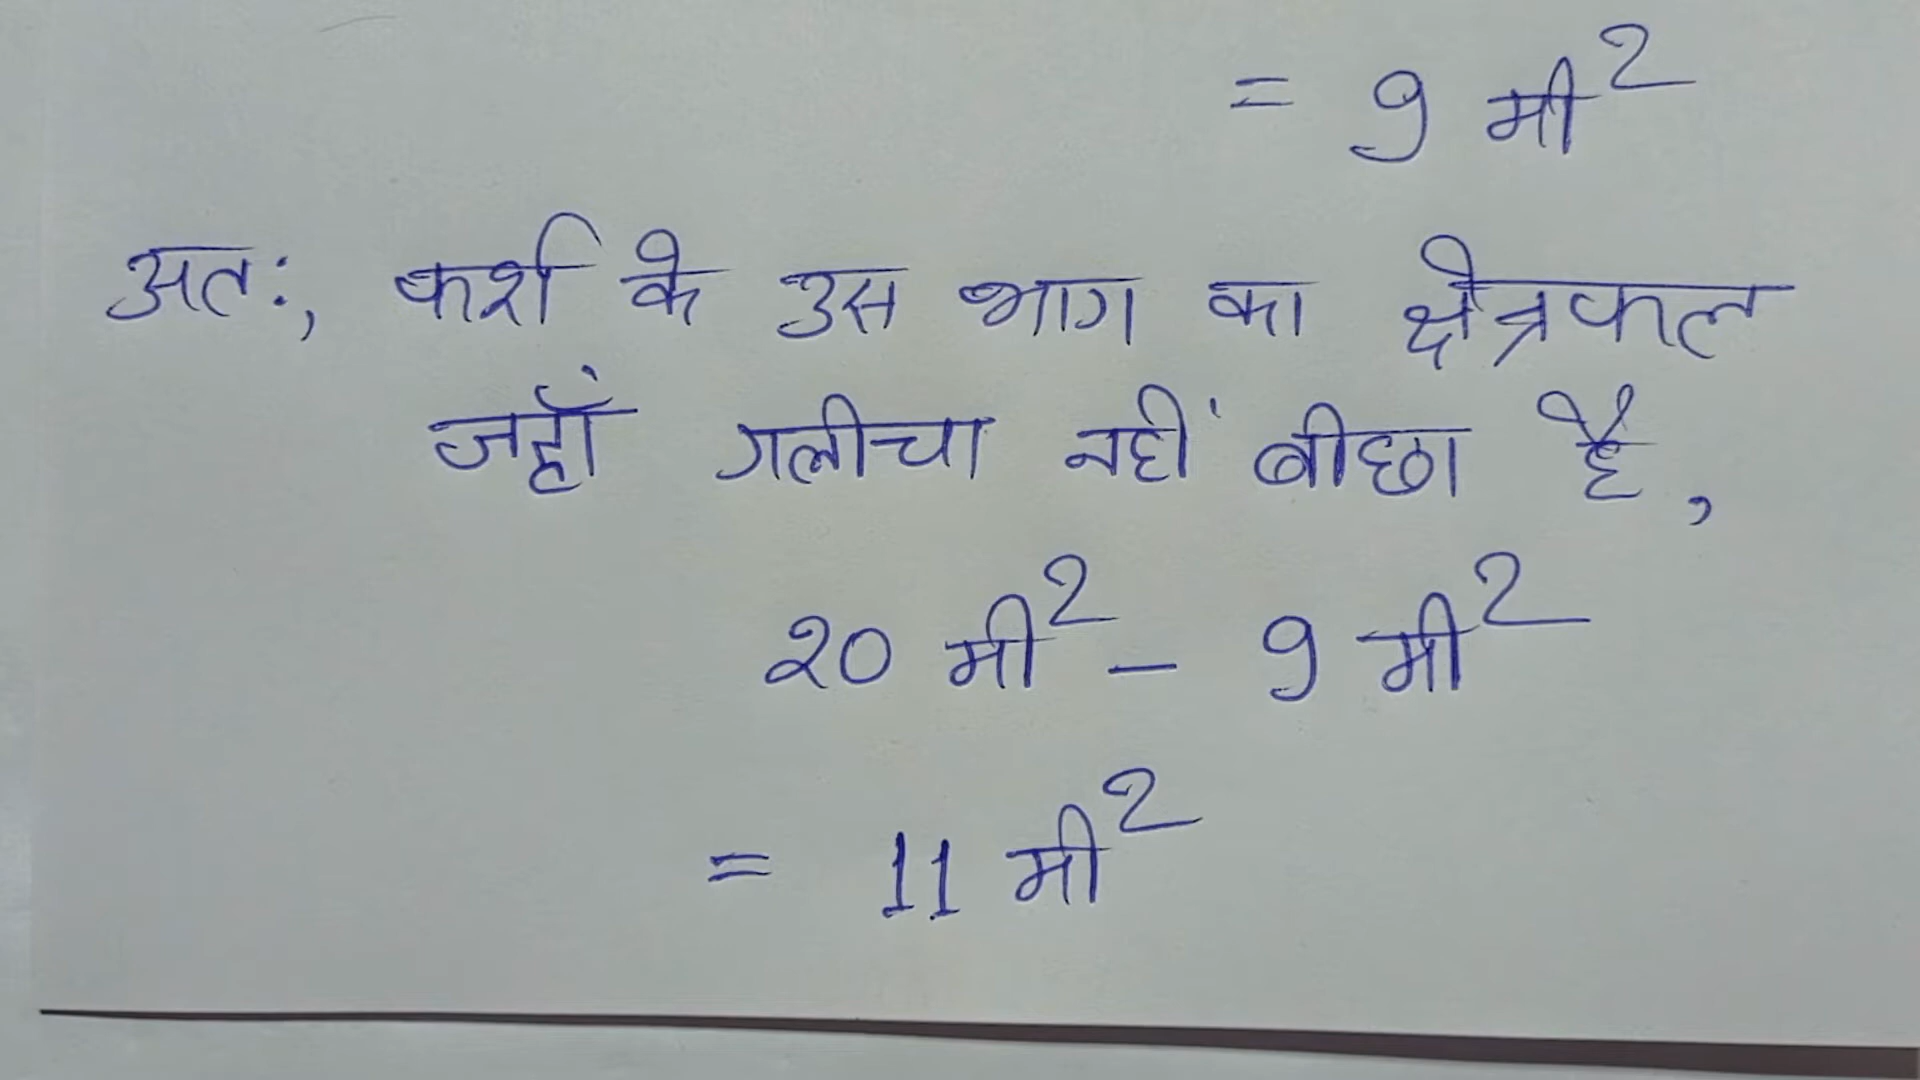 = 9 मी²
अतः, फर्श के उस भाग का क्षेत्रफल
जहाँ गलीचा नहीं बीछा है,
20 मी² - 9 मी²
= 11 मी²